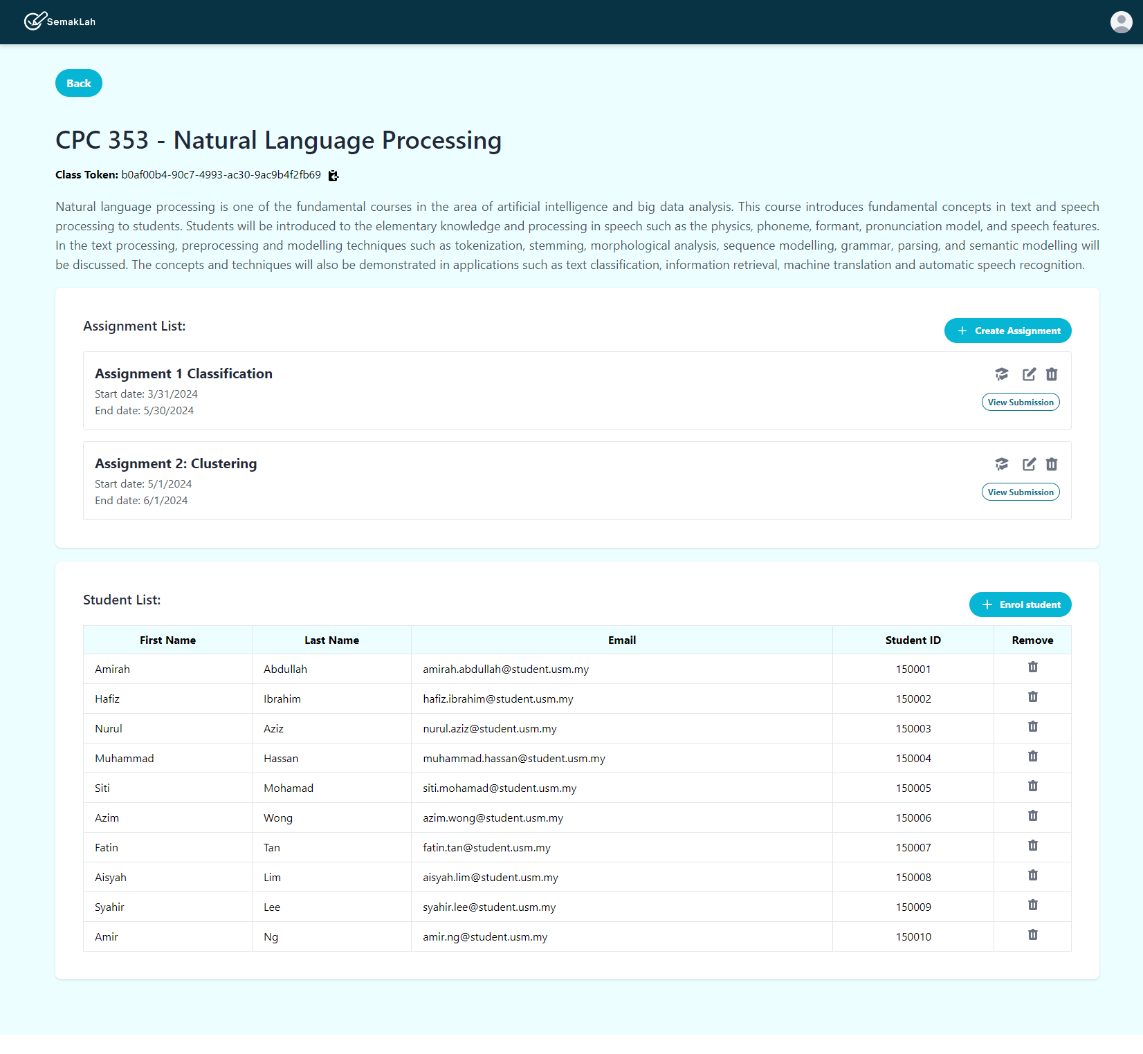 SemakLah
Back
CPC 353 - Natural Language Processing
Class Token: b0af00b4-90c7-4993-ac30-9ac9b4f2fb69
Natural language processing is one of the fundamental courses in the area of artificial intelligence and big data analysis. This course introduces fundamental concepts in text and speech
processing to students. Students will be introduced to the elementary knowledge and processing in speech such as the physics, phoneme, formant, pronunciation model, and speech features.
In the text processing, preprocessing and modelling techniques such as tokenization, stemming, morphological analysis, sequence modelling, grammar, parsing, and semantic modelling will
be discussed. The concepts and techniques will also be demonstrated in applications such as text classification, information retrieval, machine translation and automatic speech recognition.
Assignment List:
+ Create Assignment
Assignment 1 Classification
Start date: 3/31/2024
End date: 5/30/2024
View Submission
Assignment 2: Clustering
Start date: 5/1/2024
End date: 6/1/2024
View Submission
Student List:
+ Enrol student
First Name Last Name Email Student ID Remove
Amirah Abdullah amirah.abdullah@student.usm.my 150001
Hafiz Ibrahim hafiz.ibrahim@student.usm.my 150002
Nurul Aziz nurul.aziz@student.usm.my 150003
Muhammad Hassan muhammad.hassan@student.usm.my 150004
Siti Mohamad siti.mohamad@student.usm.my 150005
Azim Wong azim.wong@student.usm.my 150006
Fatin Tan fatin.tan@student.usm.my 150007
Aisyah Lim aisyah.lim@student.usm.my 150008
Syahir Lee syahir.lee@student.usm.my 150009
Amir Ng amir.ng@student.usm.my 150010